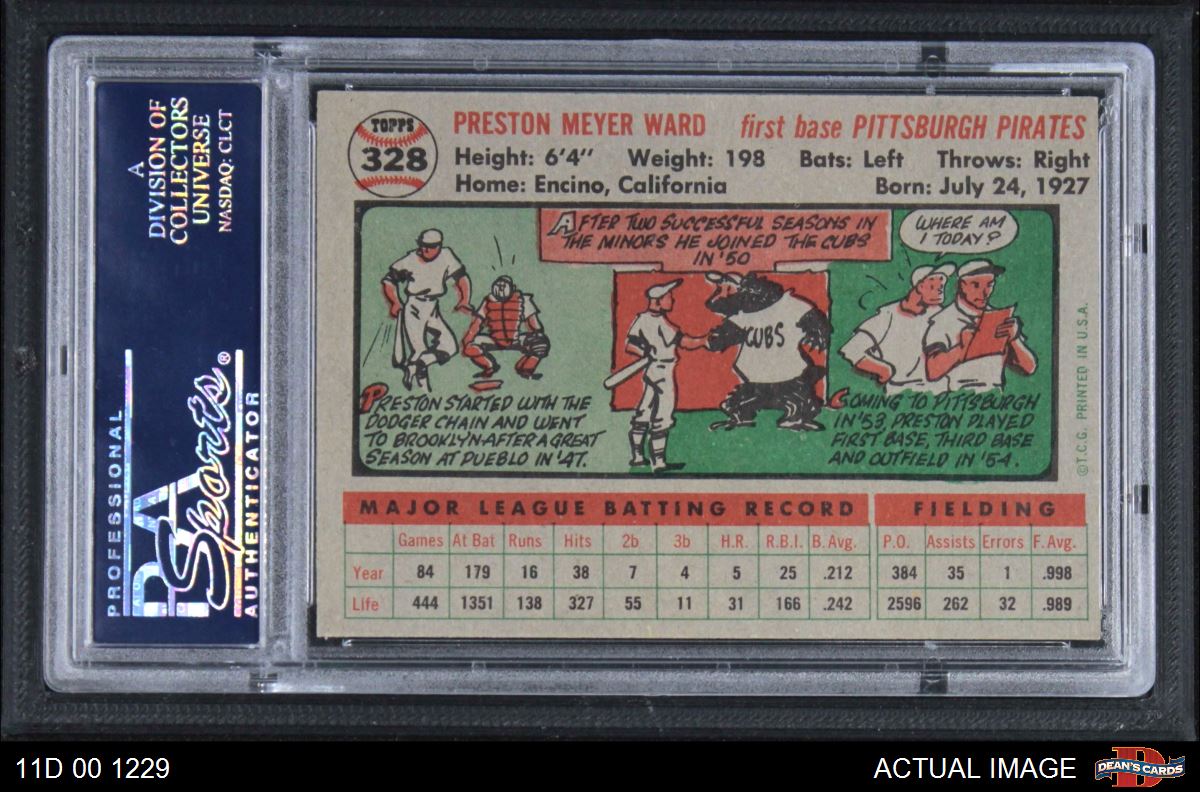 A
DIVISION OF
COLLECTORS
UNIVERSE
NASDAQ: CLCT
PROFESSIONAL
PSA
Sports®
AUTHENTICATOR
TOPPS
328
PRESTON MEYER WARD first base PITTSBURGH PIRATES
Height: 6'4" Weight: 198 Bats: Left Throws: Right
Home: Encino, California Born: July 24, 1927
PRESTON STARTED WITH THE
DODGER CHAIN AND WENT
TO BROOKLYN AFTER A GREAT
SEASON AT PUEBLO IN '47.
AFTER TWO SUCCESSFUL SEASONS IN
THE MINORS HE JOINED THE CUBS
IN '50
CUBS
WHERE AM
I TODAY?
COMING TO PITTSBURGH
IN '53, PRESTON PLAYED
FIRST BASE, THIRD BASE
AND OUTFIELD IN '54.
©T.C.G. PRINTED IN U.S.A.
MAJOR LEAGUE BATTING RECORD FIELDING
Games At Bat Runs Hits 2b 3b H.R. R.B.I. B. Avg. P.O. Assists Errors F. Avg.
Year 84 179 16 38 7 4 5 25 .212 384 35 1 .998
Life 444 1351 138 327 55 11 31 166 .242 2596 262 32 .989
11D 00 1229 ACTUAL IMAGE
DEAN'S CARDS